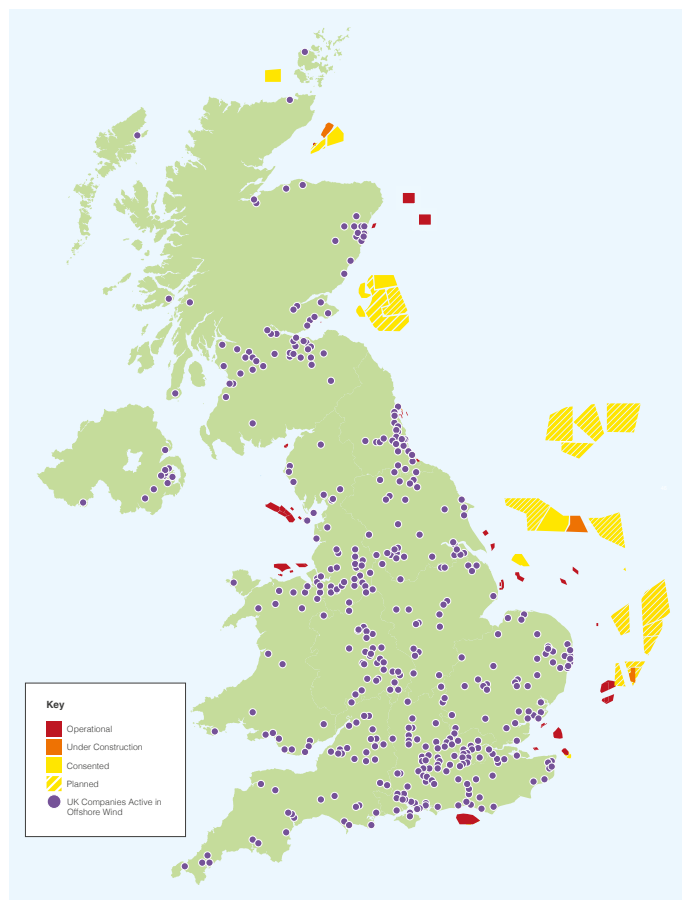 Key
Operational
Under Construction
Consented
Planned
UK Companies Active in
Offshore Wind